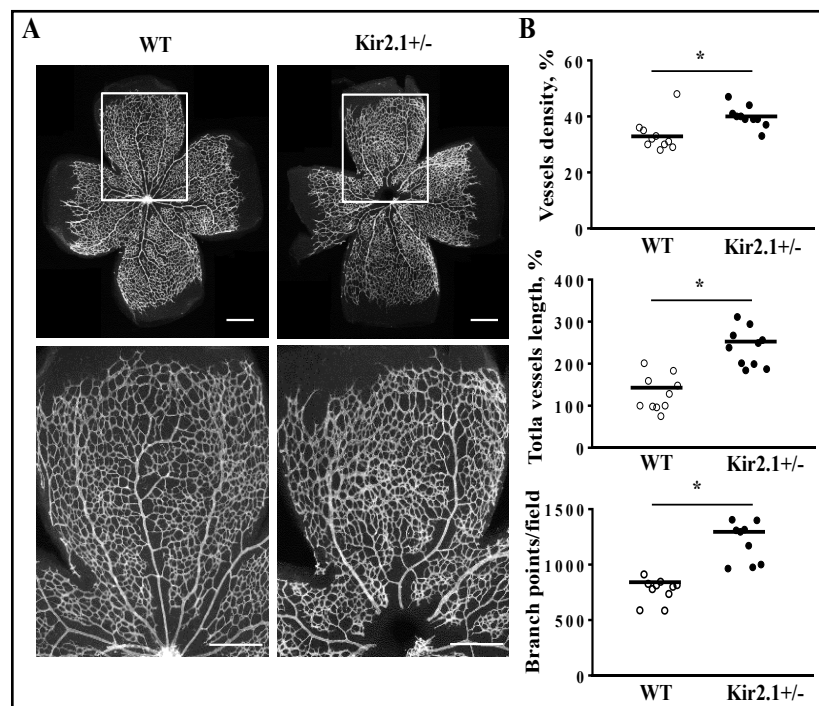 A
WT
Kir2.1+/-
B
Vessels density, %
60
40
20
0
*
WT
Kir2.1+/-
Totla vessels length, %
400
300
200
100
0
*
WT
Kir2.1+/-
Branch points/field
1500
1000
500
0
*
WT
Kir2.1+/-